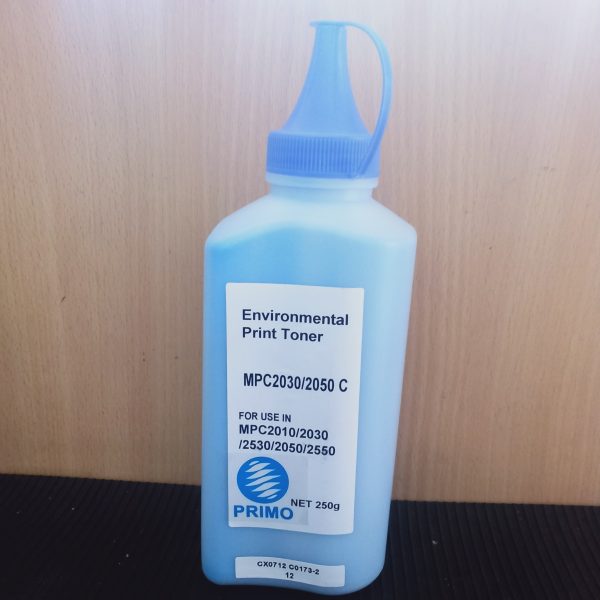 Environmental
Print Toner
MPC2030/2050 C
FOR USE IN
MPC2010/2030
/2530/2050/2550
NET 250g
PRIMO
CX0712 C0173-2
12